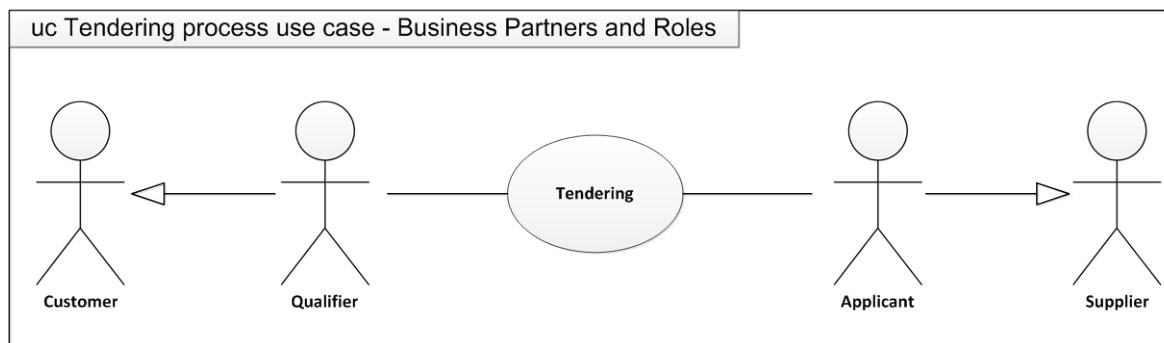 uc Tendering process use case - Business Partners and Roles
Tendering
Customer
Qualifier
Applicant
Supplier